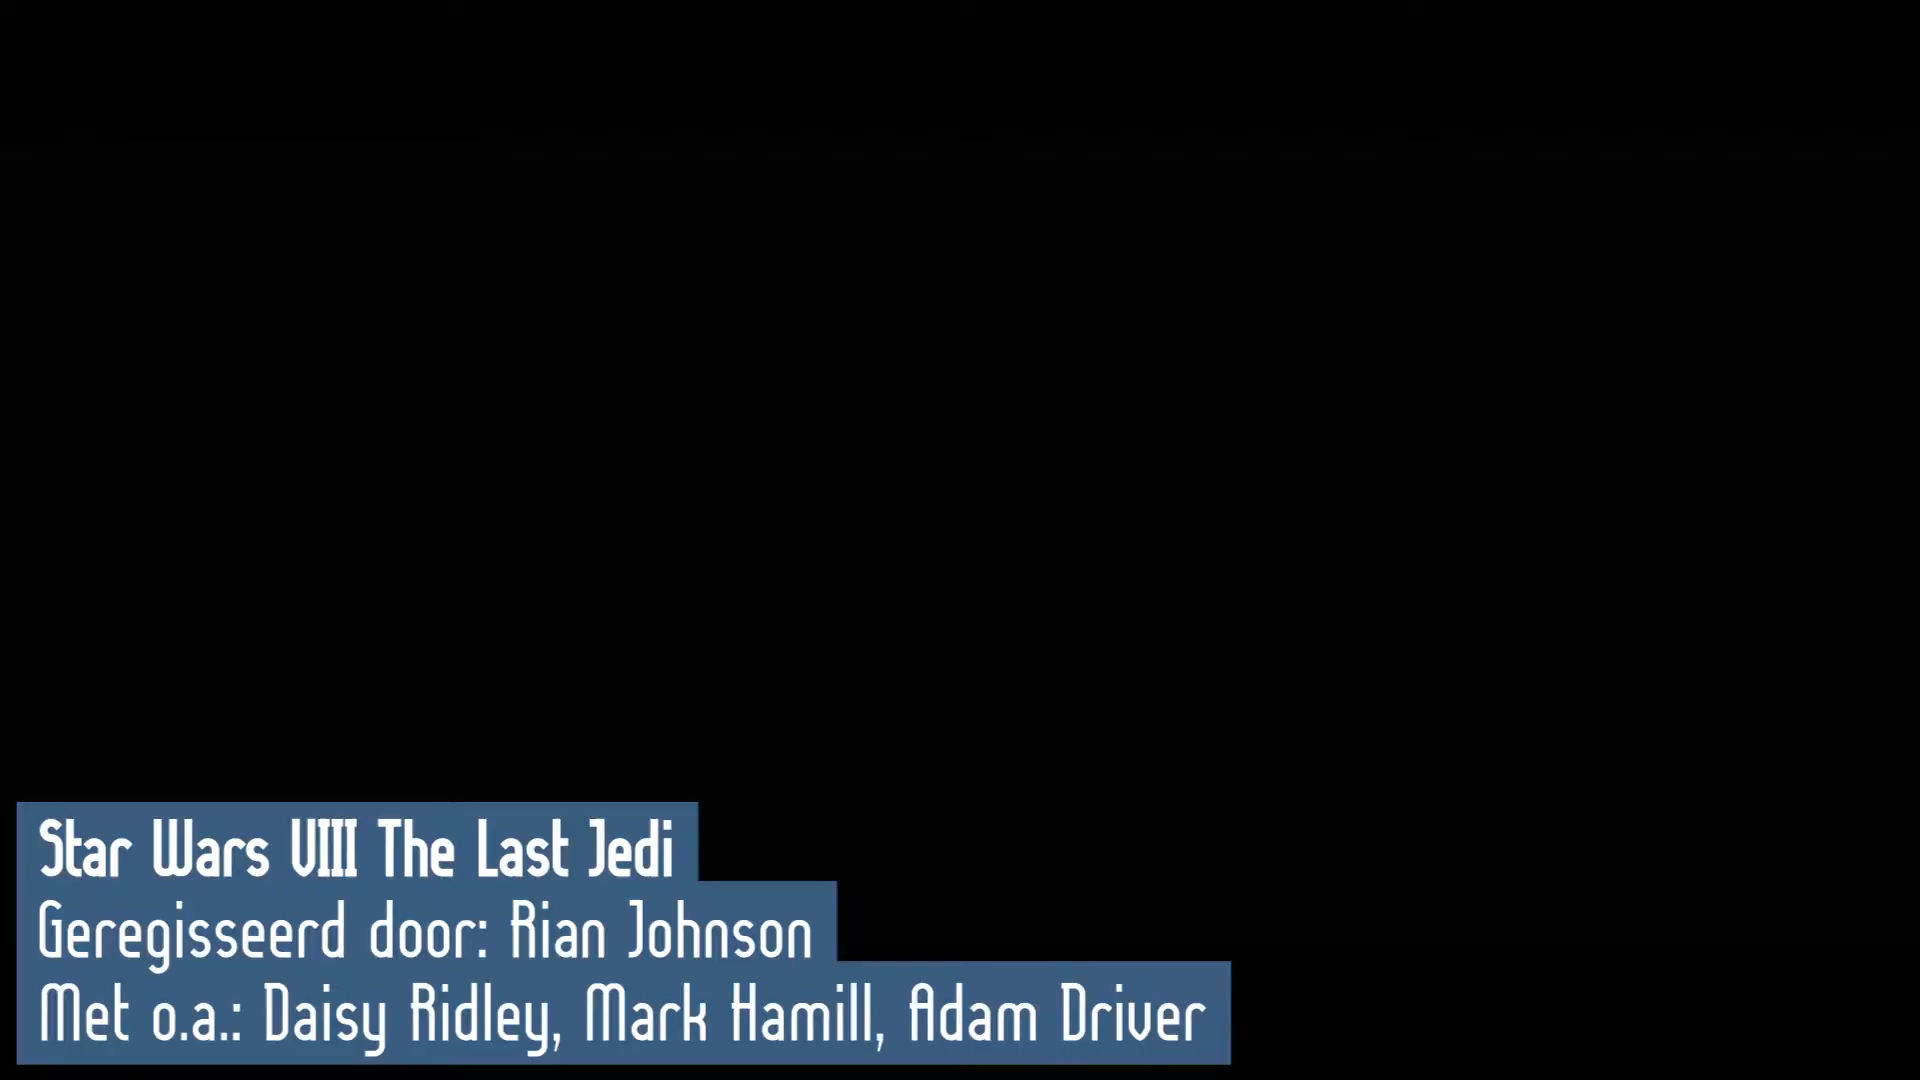 Star Wars VIII The Last Jedi
Geregisseerd door: Rian Johnson
Met o.a.: Daisy Ridley, Mark Hamill, Adam Driver